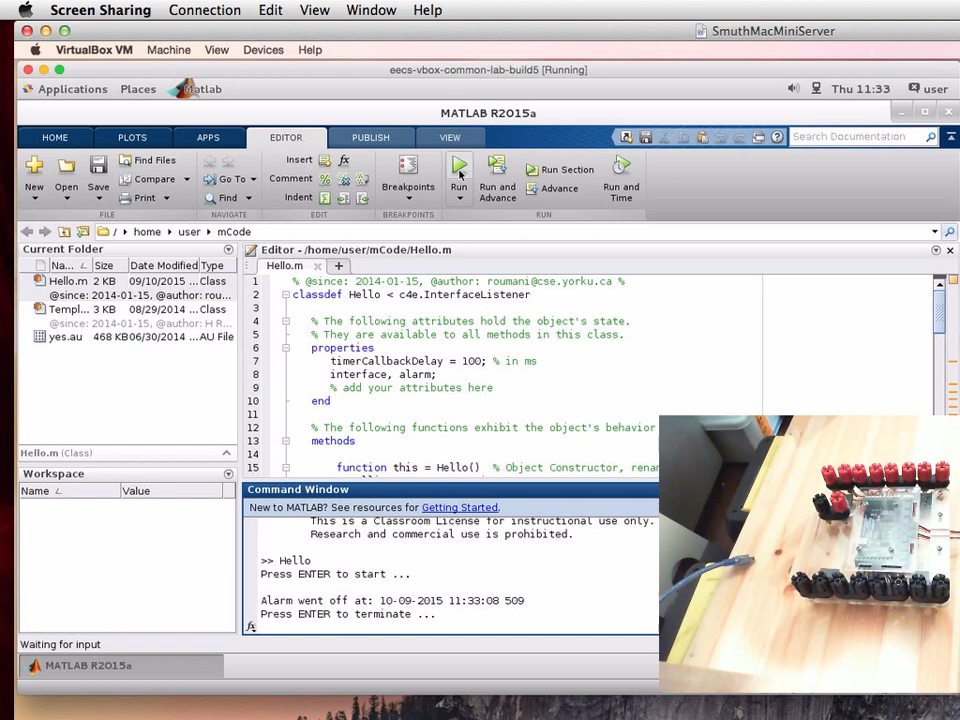 Screen Sharing Connection Edit View Window Help
SmuthMacMiniServer
VirtualBox VM Machine View Devices Help
eecs-vbox-common-lab-build5 [Running]
Applications Places Matlab Thu 11:33 user
MATLAB R2015a
HOME PLOTS APPS EDITOR PUBLISH VIEW Search Documentation
New Open Save Find Files Compare Print
Go To Find
Insert fx Comment Indent
Breakpoints
Run Run and Advance Run Section Advance Run and Time
FILE NAVIGATE EDIT BREAKPOINTS RUN
/ home user mCode
Current Folder
Na... Size Date Modified Type
Hello.m 2 KB 09/10/2015 ... Class
@since: 2014-01-15, @author: rou...
Templ... 3 KB 08/29/2014 ... Class
@since: 2014-01-15, @author: H R...
yes.au 468 KB 06/30/2014 ... AU File
Hello.m (Class)
Workspace
Name Value
Editor - /home/user/mCode/Hello.m
Hello.m
1 % @since: 2014-01-15, @author: roumani@cse.yorku.ca %
2 classdef Hello < c4e.InterfaceListener
3
4 % The following attributes hold the object's state.
5 % They are available to all methods in this class.
6 properties
7 timerCallbackDelay = 100; % in ms
8 interface, alarm;
9 % add your attributes here
10 end
11
12 % The following functions exhibit the object's behavior
13 methods
15 function this = Hello() % Object Constructor, rena
Command Window
New to MATLAB? See resources for Getting Started.
This is a Classroom License for instructional use only.
Research and commercial use is prohibited.
>> Hello
Press ENTER to start ...
Alarm went off at: 10-09-2015 11:33:08 509
Press ENTER to terminate ...
fx
Waiting for input
MATLAB R2015a